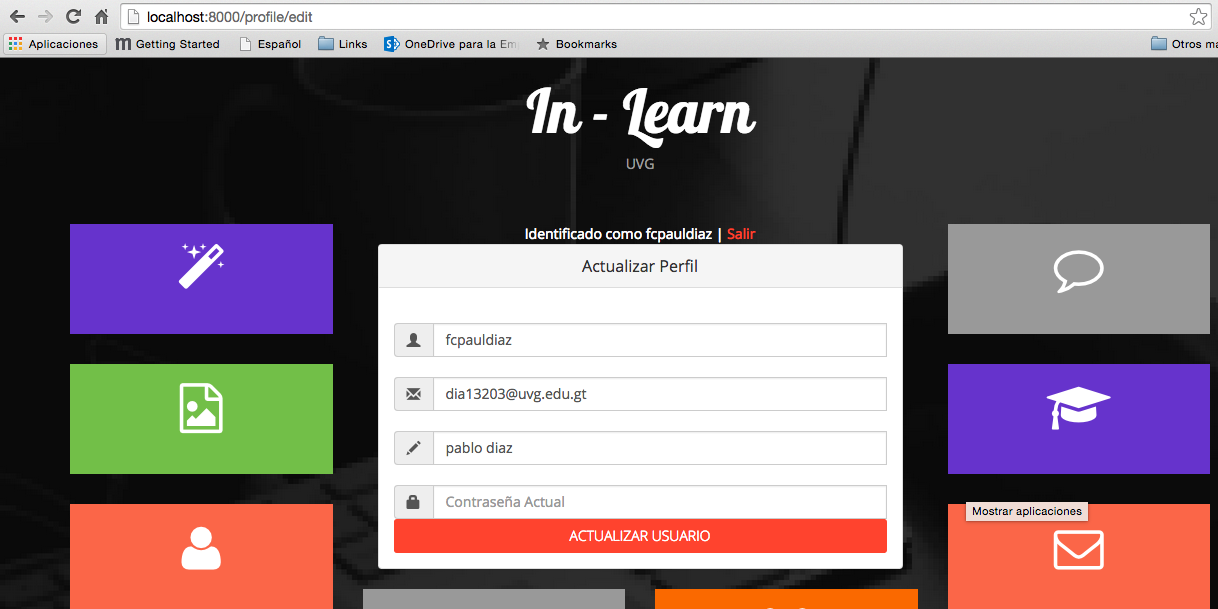 localhost:8000/profile/edit
Aplicaciones
Getting Started
Español
Links
OneDrive para la Em
Bookmarks
Otros ma
In - Learn
UVG
Identificado como fcpauldiaz | Salir
Actualizar Perfil
fcpauldiaz
dia13203@uvg.edu.gt
pablo diaz
Contraseña Actual
ACTUALIZAR USUARIO
Mostrar aplicaciones